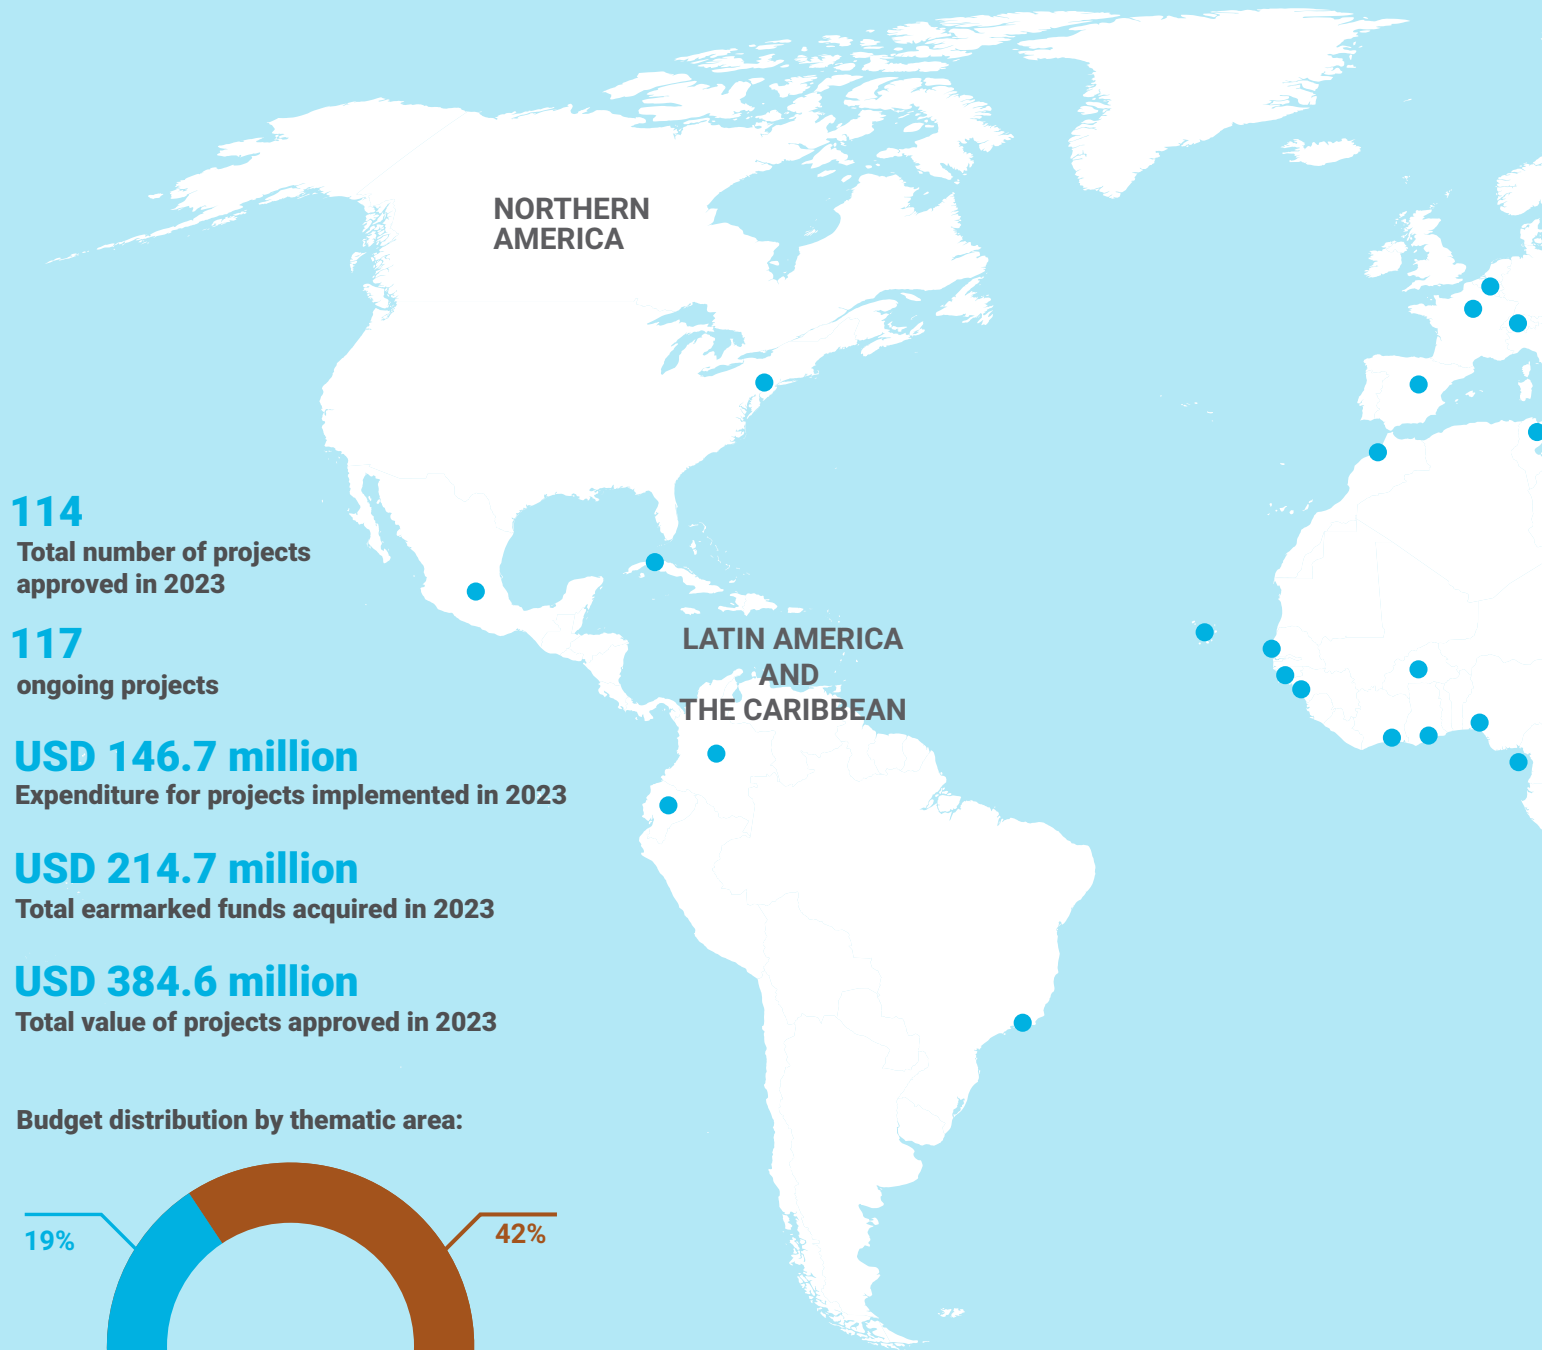 NORTHERN
AMERICA
114
Total number of projects
approved in 2023
117
ongoing projects
LATIN AMERICA
AND
THE CARIBBEAN
USD 146.7 million
Expenditure for projects implemented in 2023
USD 214.7 million
Total earmarked funds acquired in 2023
USD 384.6 million
Total value of projects approved in 2023
Budget distribution by thematic area:
19%
42%